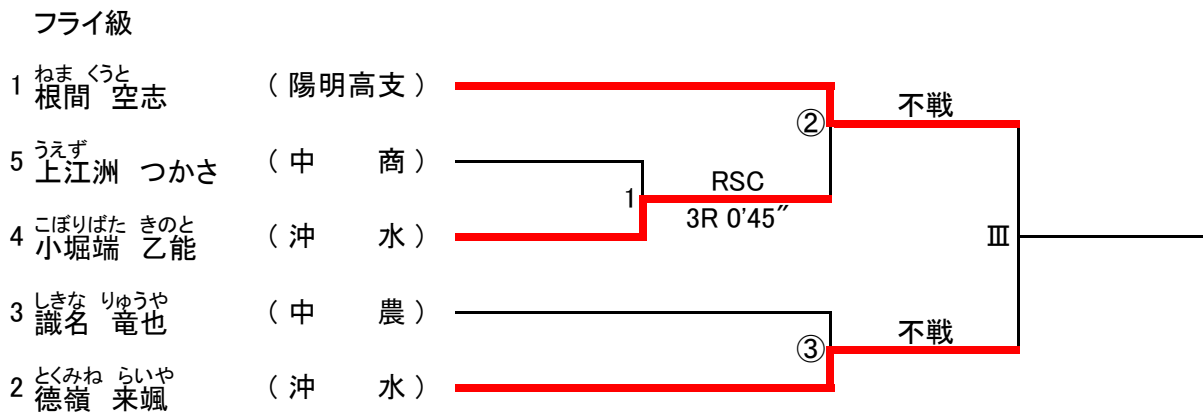 フライ級
ねま くうと
1 根間 空志 (陽明高支)
② 不戦
うえず
5 上江洲 つかさ (中 商)
1 RSC
3R 0'45″
こぼりばた きのと
4 小堀端 乙能 (沖 水)
Ⅲ
しきな りゅうや
3 識名 竜也 (中 農)
③ 不戦
とくみね らいや
2 德嶺 来颯 (沖 水)